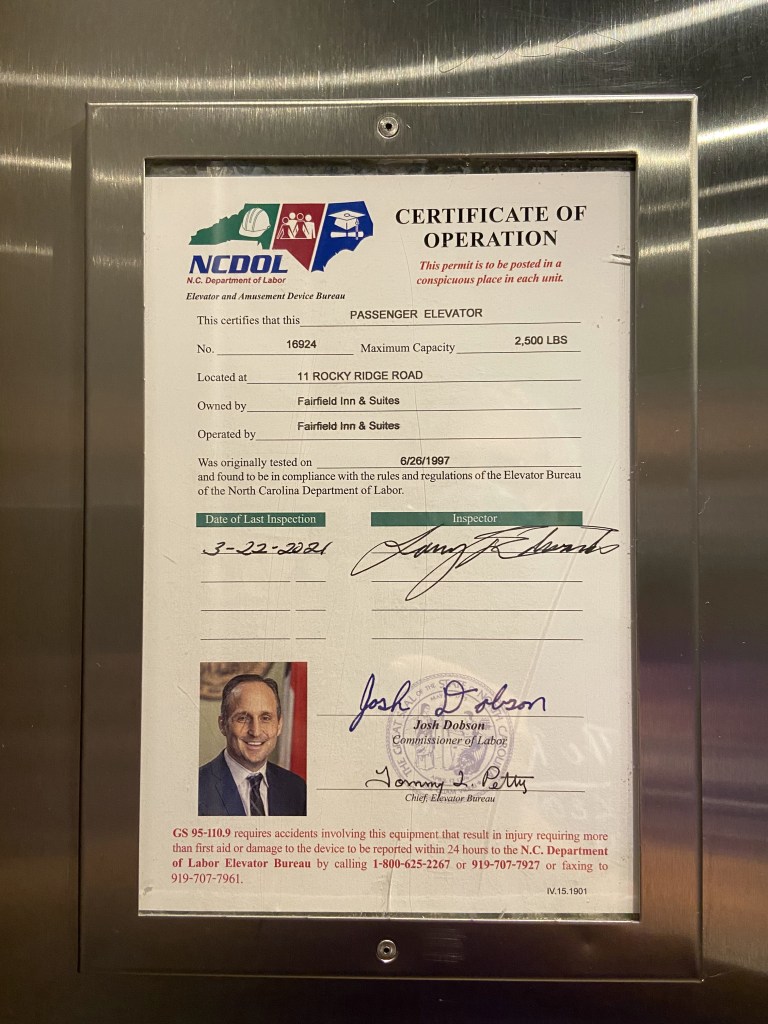 CERTIFICATE OF
OPERATION
This permit is to be posted in a
conspicuous place in each unit.
NCDOL
N.C. Department of Labor
Elevator and Amusement Device Bureau
This certifies that this PASSENGER ELEVATOR
No. 16924 Maximum Capacity 2,500 LBS
Located at 11 ROCKY RIDGE ROAD
Owned by Fairfield Inn & Suites
Operated by Fairfield Inn & Suites
Was originally tested on 6/26/1997
and found to be in compliance with the rules and regulations of the Elevator Bureau
of the North Carolina Department of Labor.
Date of Last Inspection Inspector
3-22-2021 Larry F Edwards
Josh Dobson
Josh Dobson
Commissioner of Labor
Tommy L. Petty
Chief, Elevator Bureau
GS 95-110.9 requires accidents involving this equipment that result in injury requiring more
than first aid or damage to the device to be reported within 24 hours to the N.C. Department
of Labor Elevator Bureau by calling 1-800-625-2267 or 919-707-7927 or faxing to
919-707-7961.
IV.15.1901